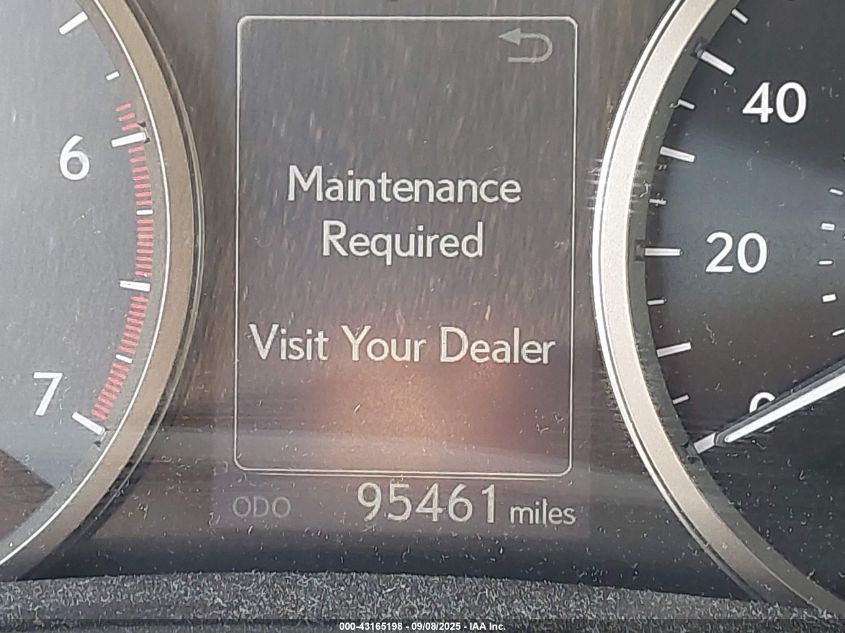 6
7
Maintenance
Required
Visit Your Dealer
ODO 95461 miles
40
20
0
000-43165198 - 09/08/2025 - IAA Inc.